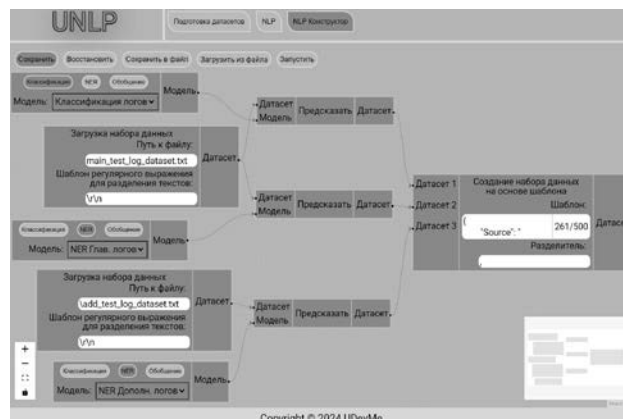 UNLP
Подготовка датасетов
NLP
NLP Конструктор
Сохранить
Восстановить
Сохранить в файл
Загрузить из файла
Запустить
Классификация
NER
Обобщение
Модель: Классификация логов
Модель
Датасет
Модель
Предсказать
Датасет
Загрузка набора данных
Путь к файлу:
main_test_log_dataset.txt
Шаблон регулярного выражения
для разделения текстов:
\r\n
Датасет
Датасет
Модель
Предсказать
Датасет
Датасет 1
Датасет 2
Датасет 3
Создание набора данных
на основе шаблона
Шаблон:
{
"Source": "
261/500
Разделитель:
,
Датасе
Классификация
NER
Обобщение
Модель: NER Глав. логов
Модель
Загрузка набора данных
Путь к файлу:
\add_test_log_dataset.txt
Шаблон регулярного выражения
для разделения текстов:
\r\n
Датасет
Датасет
Модель
Предсказать
Датасет
Классификация
NER
Обобщение
Модель: NER Дополн. логов
Модель
Copyright © 2024 UDevMe